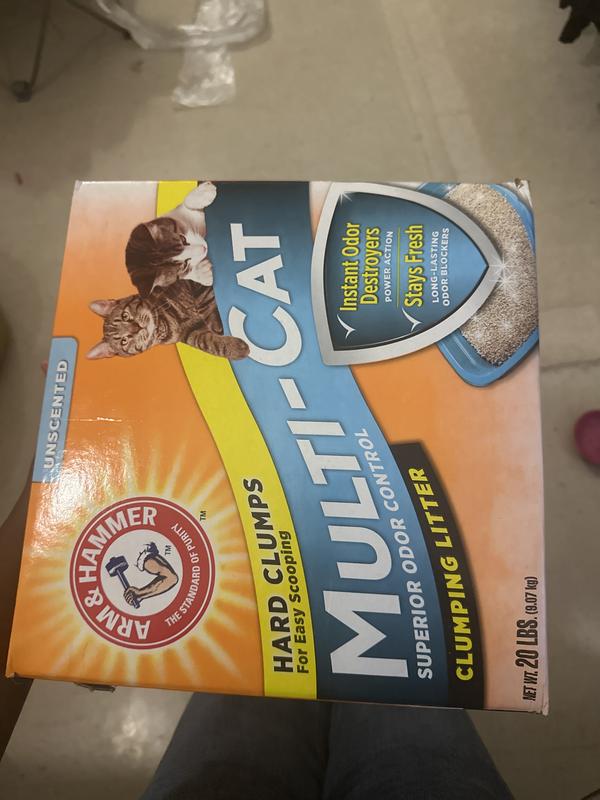 UNSCENTED
ARM & HAMMER
TM
THE STANDARD OF PURITY
TM
HARD CLUMPS
For Easy Scooping
MULTI-CAT
SUPERIOR ODOR CONTROL
CLUMPING LITTER
Instant Odor
Destroyers
POWER ACTION
Stays Fresh
LONG-LASTING
ODOR BLOCKERS
NET WT. 20 LBS. (9.07 kg)